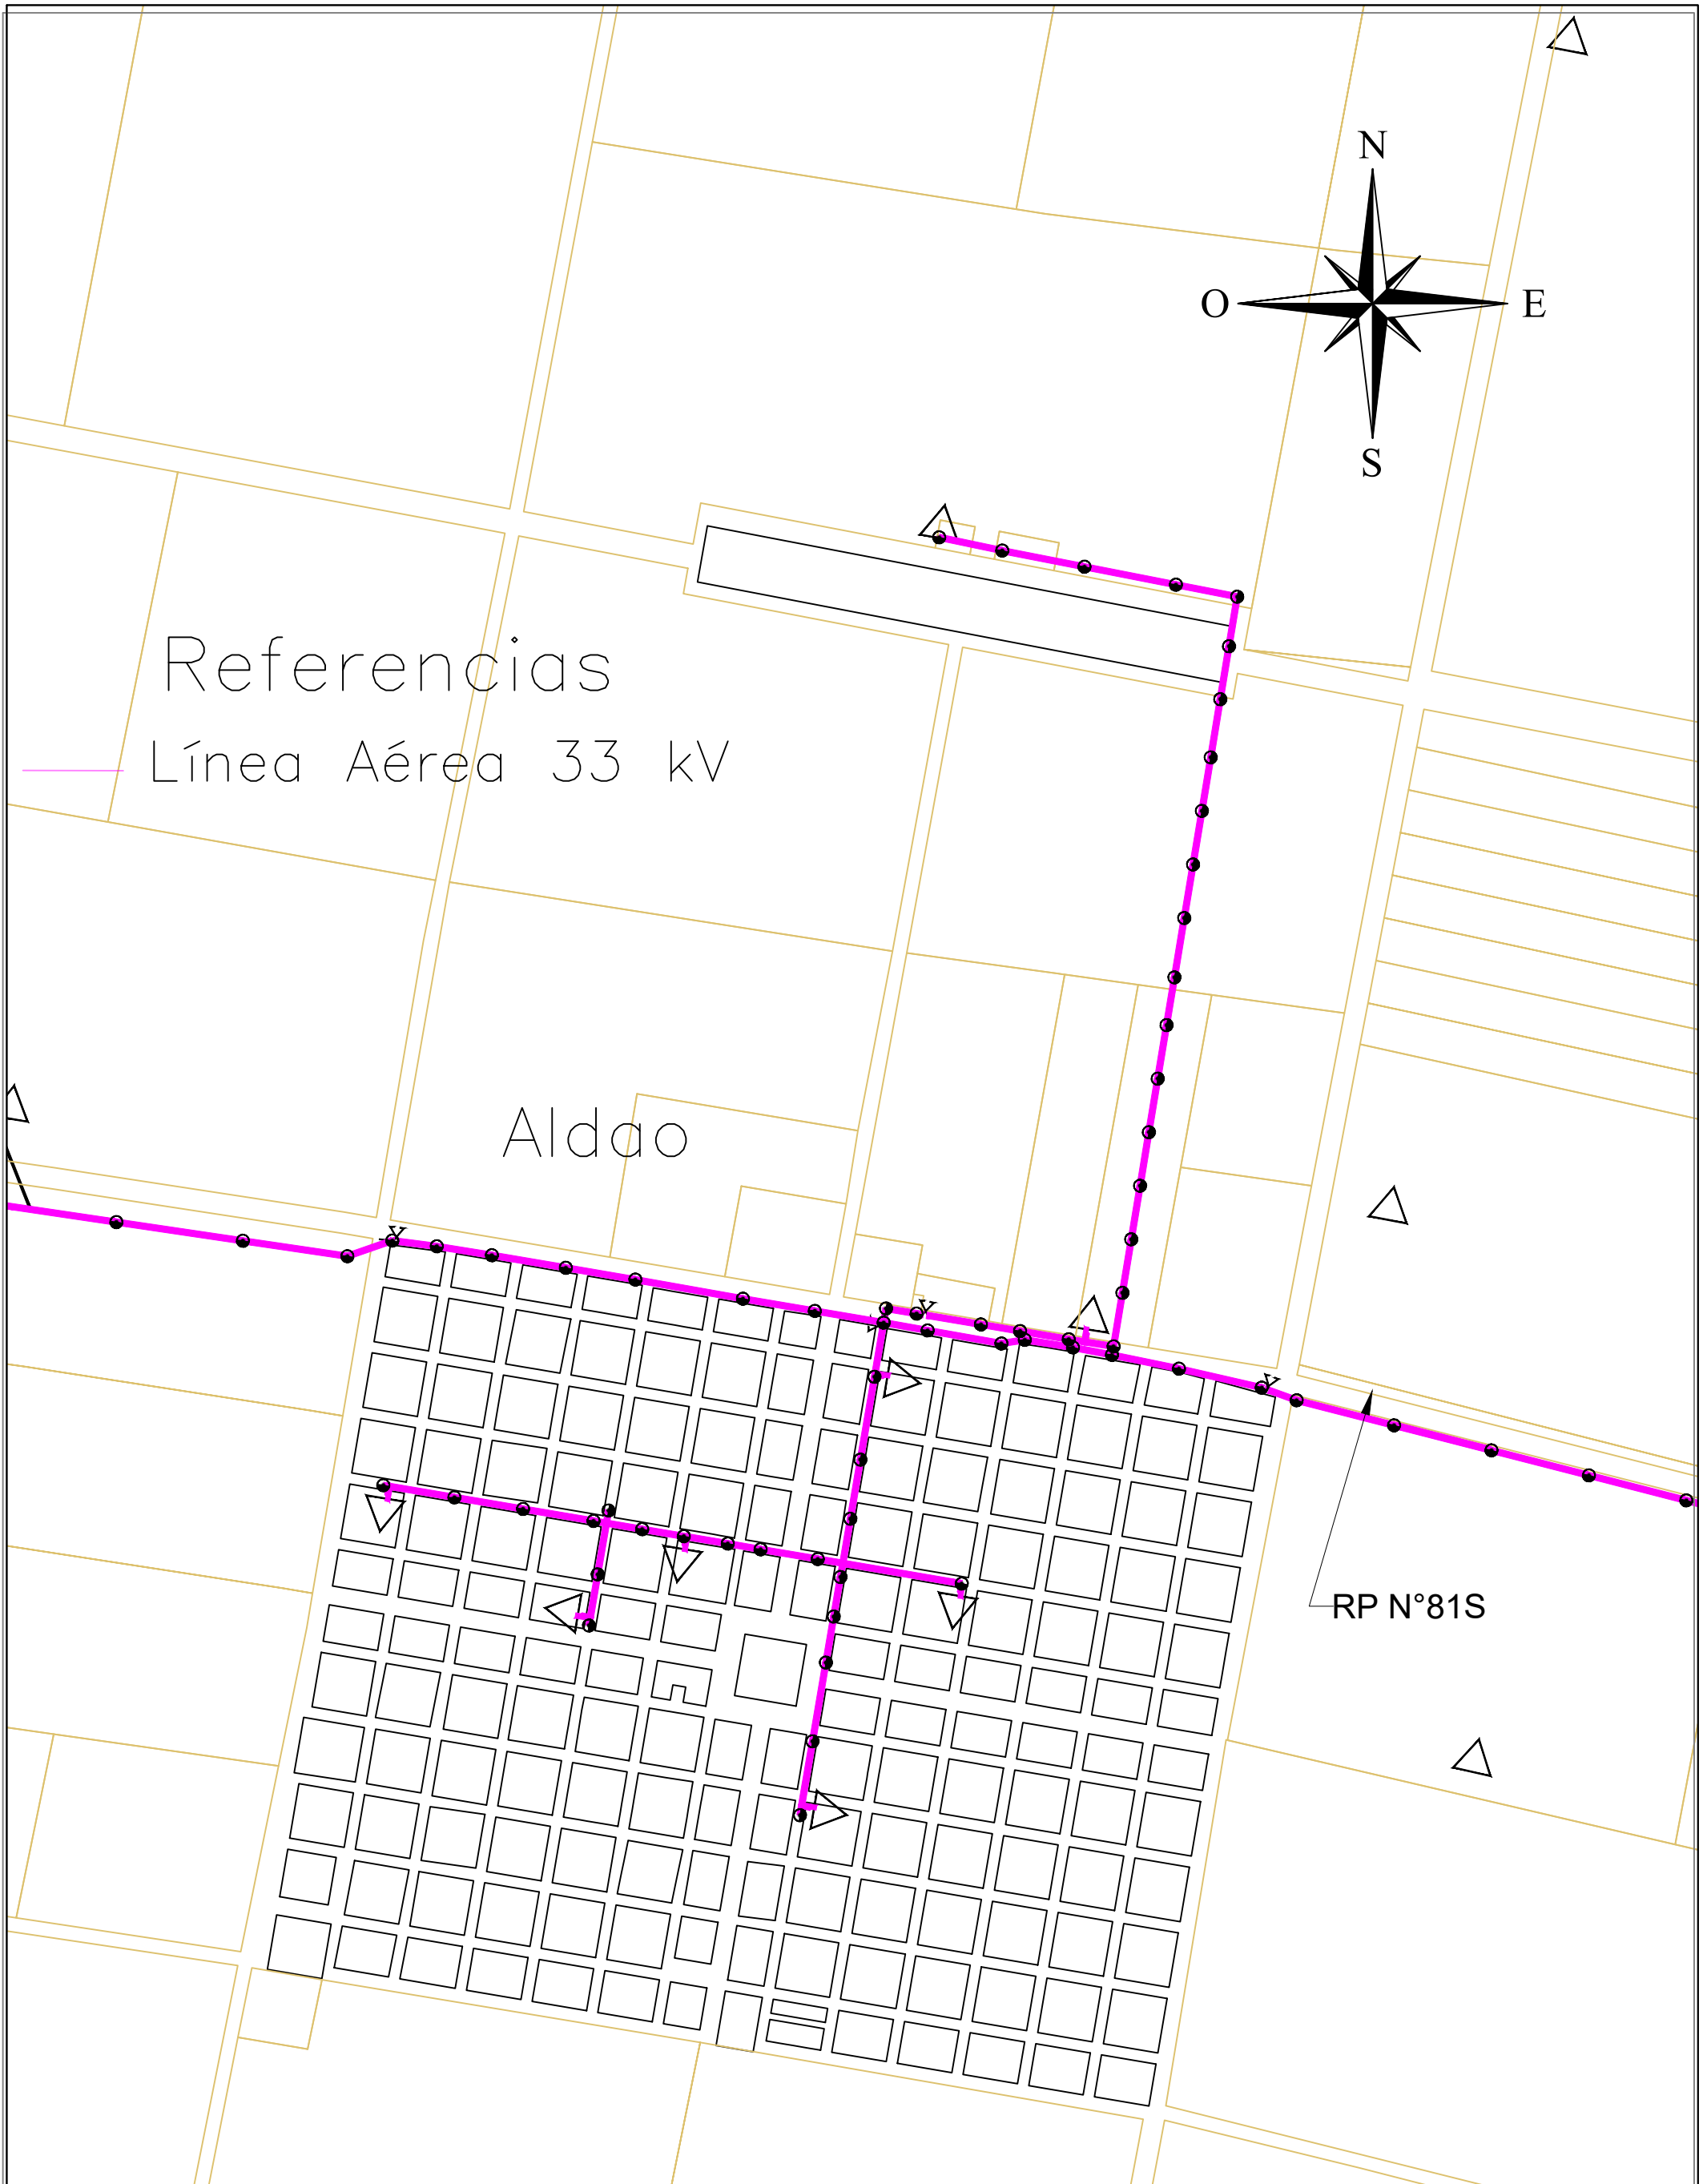 N
O E
S
Referencias
Línea Aérea 33 kV
Aldao
RP N°81S